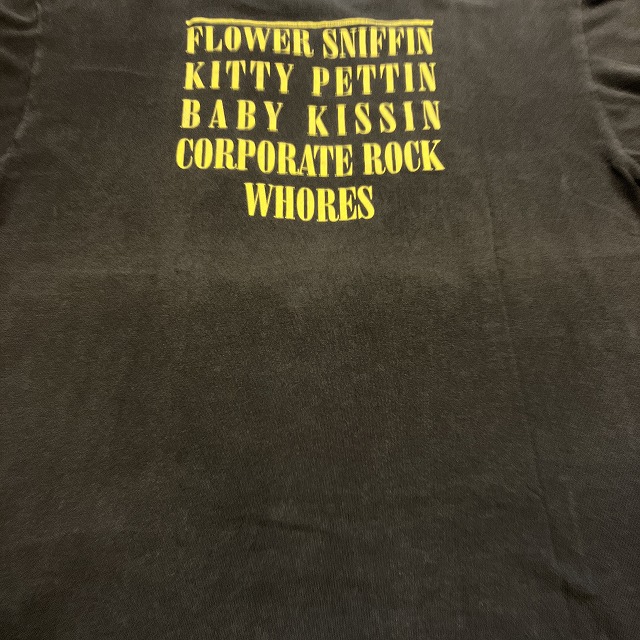 FLOWER SNIFFIN
KITTY PETTIN
BABY KISSIN
CORPORATE ROCK
WHORES